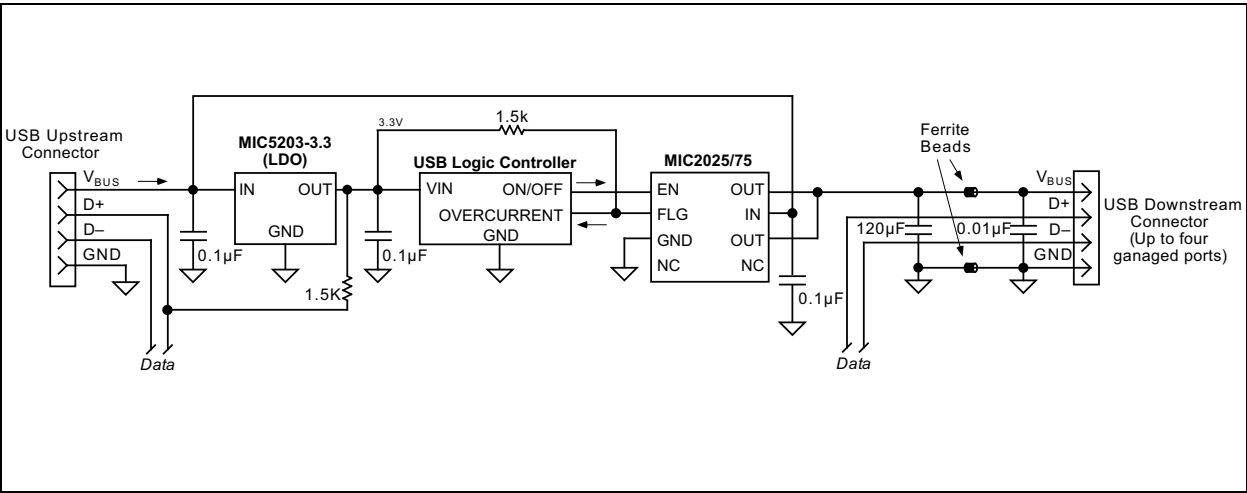 USB Upstream
Connector
VBUS
D+
D–
GND
Data
0.1µF
MIC5203-3.3
(LDO)
IN
OUT
GND
1.5K
3.3V
0.1µF
1.5k
USB Logic Controller
VIN
ON/OFF
OVERCURRENT
GND
MIC2025/75
EN
OUT
FLG
IN
GND
OUT
NC
NC
0.1µF
Ferrite
Beads
120µF
0.01µF
Data
VBUS
D+
D–
GND
USB Downstream
Connector
(Up to four
ganaged ports)